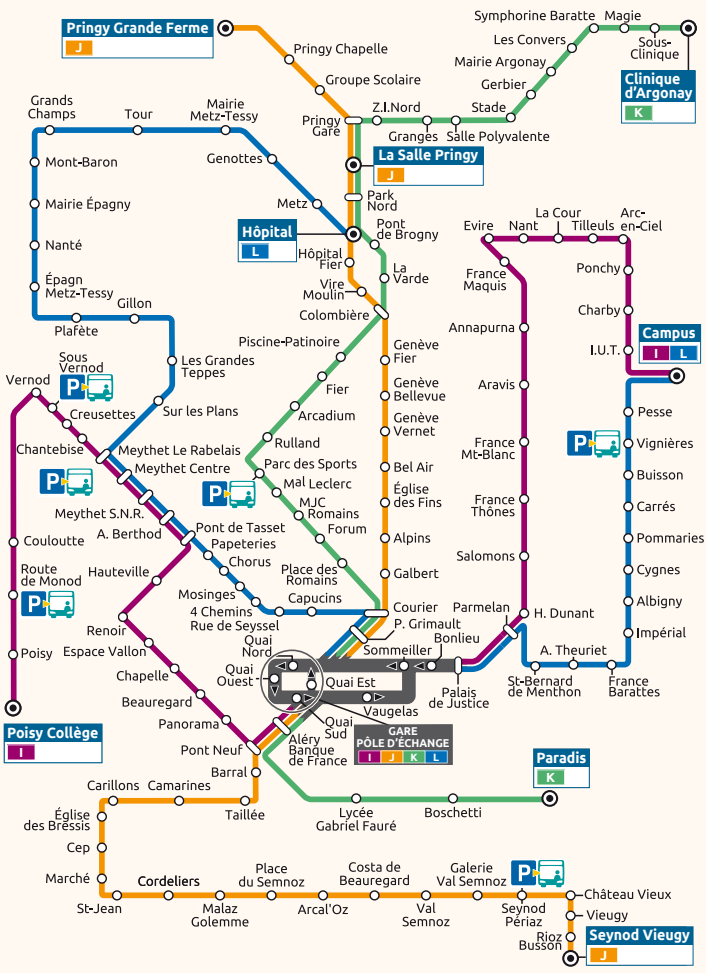 Pringy Grande Ferme
J
Pringy Chapelle
Groupe Scolaire
Pringy
Gare
Symphorine Baratte
Magie
Sous-
Clinique
Les Convers
Mairie Argonay
Gerbier
Stade
Clinique
d'Argonay
K
Z.I.Nord
Granges
Salle Polyvalente
La Salle Pringy
J
Park
Nord
Grands
Champs
Tour
Mairie
Metz-Tessy
Genottes
Metz
Mont-Baron
Mairie Épagny
Nanté
Épagn
Metz-Tessy
Plafête
Gillon
Les Grandes
Teppes
Sur les Plans
Hôpital
L
Pont
de Brogny
Hôpital
Fier
La
Varde
Vire
Moulin
Colombière
Evire
Nant
La Cour
Tilleuls
Arc-
en-Ciel
France
Maquis
Ponchy
Charby
I.U.T.
Campus
I
L
Annapurna
Aravis
France
Mt-Blanc
France
Thônes
Salomons
Parmelan
H. Dunant
Pesse
P
Vignières
Buisson
Carrés
Pommaries
Cygnes
Albigny
Impérial
A. Theuriet
St-Bernard
de Menthon
France
Barattes
Piscine-Patinoire
Fier
Arcadium
Rulland
Parc des Sports
P
Mal Leclerc
MJC
Romains
Forum
Place des
Romains
Genève
Fier
Genève
Bellevue
Genève
Vernet
Bel Air
Église
des Fins
Alpins
Galbert
Courier
P. Grimault
Sous
Vernod
P
Vernod
Creusettes
Chantebise
Meythet Le Rabelais
Meythet Centre
P
Meythet S.N.R.
A. Berthod
Pont de Tasset
Papeteries
Chorus
Mosinges
4 Chemins
Rue de Seyssel
Capucins
Couloutte
Route
de Monod
P
Poisy
Poisy Collège
I
Hauteville
Renoir
Espace Vallon
Chapelle
Beauregard
Panorama
Pont Neuf
Quai
Nord
Quai
Ouest
Quai Est
Quai
Sud
Sommeiller
Bonlieu
Vaugelas
Palais
de Justice
GARE
PÔLE D'ÉCHANGE
I
J
K
L
Aléry
Banque
de France
Barral
Carillons
Camarines
Taillée
Église
des Bressis
Cep
Marché
Lycée
Gabriel Fauré
Boschetti
Paradis
K
St-Jean
Cordeliers
Malaz
Golemme
Place
du Semnoz
Arcal'Oz
Costa de
Beauregard
Val
Semnoz
Galerie
Val Semnoz
P
Seynod
Périaz
Château Vieux
Vieugy
Rioz
Busson
Seynod Vieugy
J